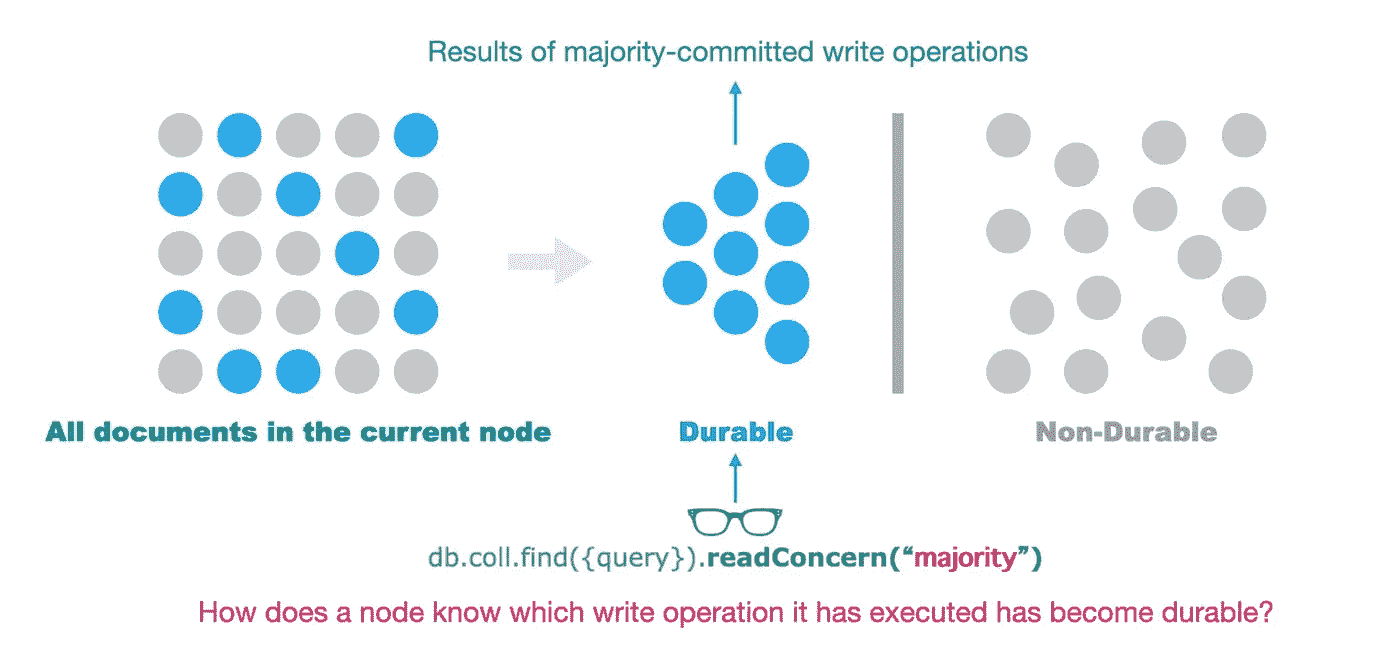 Results of majority-committed write operations
All documents in the current node
Durable
Non-Durable
db.coll.find({query}).readConcern(“majority”)
How does a node know which write operation it has executed has become durable?